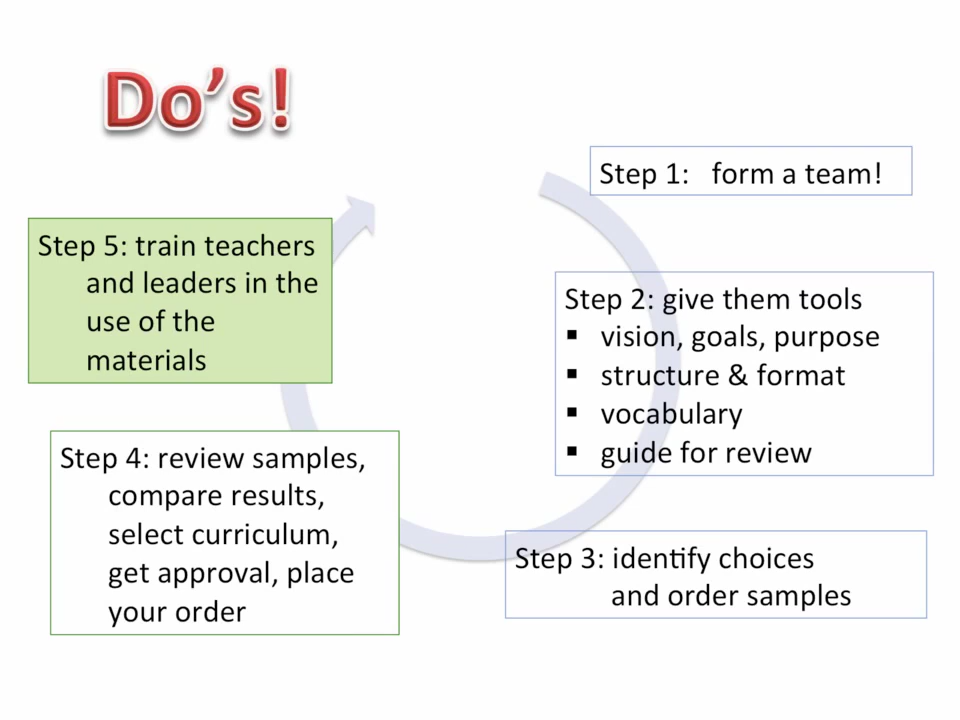 Do's!
Step 1: form a team!
Step 2: give them tools
▪ vision, goals, purpose
▪ structure & format
▪ vocabulary
▪ guide for review
Step 3: identify choices
and order samples
Step 4: review samples,
compare results,
select curriculum,
get approval, place
your order
Step 5: train teachers
and leaders in the
use of the
materials